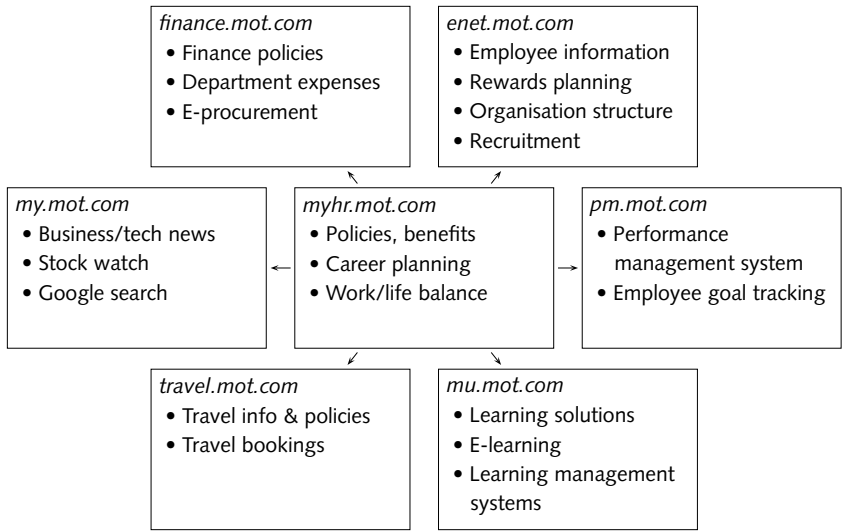 finance.mot.com
• Finance policies
• Department expenses
• E-procurement
enet.mot.com
• Employee information
• Rewards planning
• Organisation structure
• Recruitment
my.mot.com
• Business/tech news
• Stock watch
• Google search
myhr.mot.com
• Policies, benefits
• Career planning
• Work/life balance
pm.mot.com
• Performance
management system
• Employee goal tracking
travel.mot.com
• Travel info & policies
• Travel bookings
mu.mot.com
• Learning solutions
• E-learning
• Learning management
systems